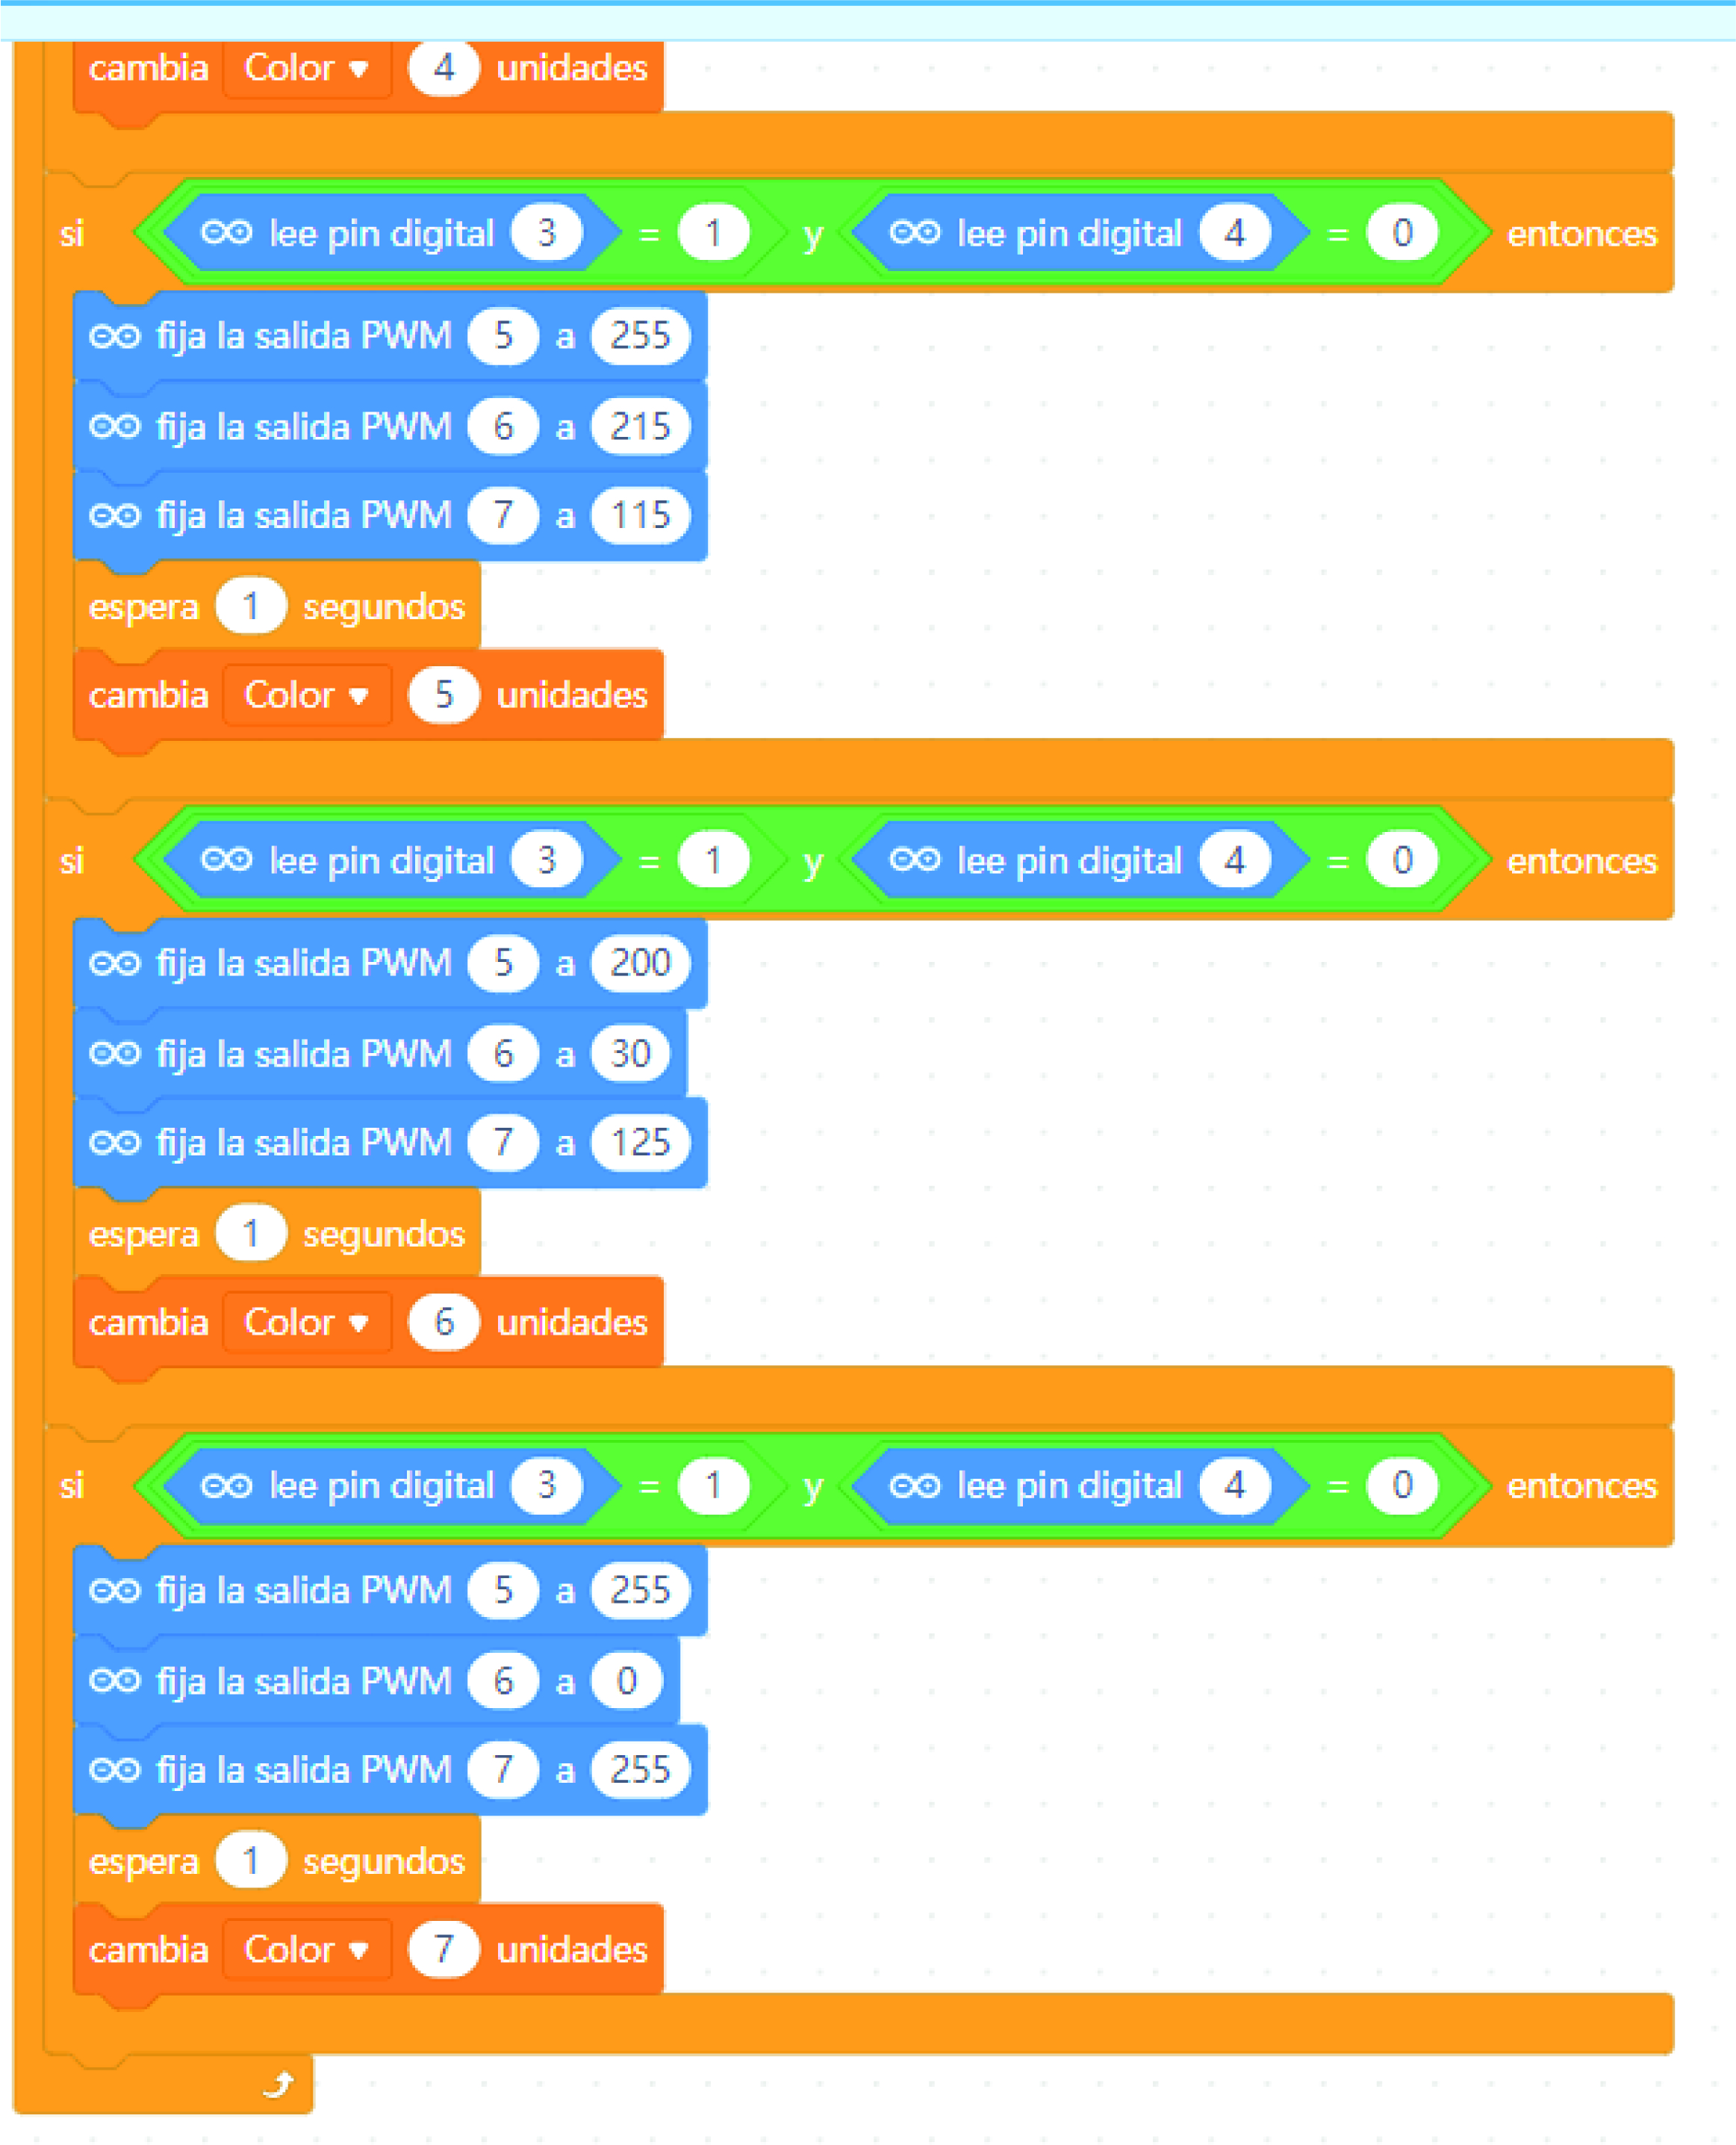 cambia Color 4 unidades
si lee pin digital 3 = 1 y lee pin digital 4 = 0 entonces
fija la salida PWM 5 a 255
fija la salida PWM 6 a 215
fija la salida PWM 7 a 115
espera 1 segundos
cambia Color 5 unidades
si lee pin digital 3 = 1 y lee pin digital 4 = 0 entonces
fija la salida PWM 5 a 200
fija la salida PWM 6 a 30
fija la salida PWM 7 a 125
espera 1 segundos
cambia Color 6 unidades
si lee pin digital 3 = 1 y lee pin digital 4 = 0 entonces
fija la salida PWM 5 a 255
fija la salida PWM 6 a 0
fija la salida PWM 7 a 255
espera 1 segundos
cambia Color 7 unidades